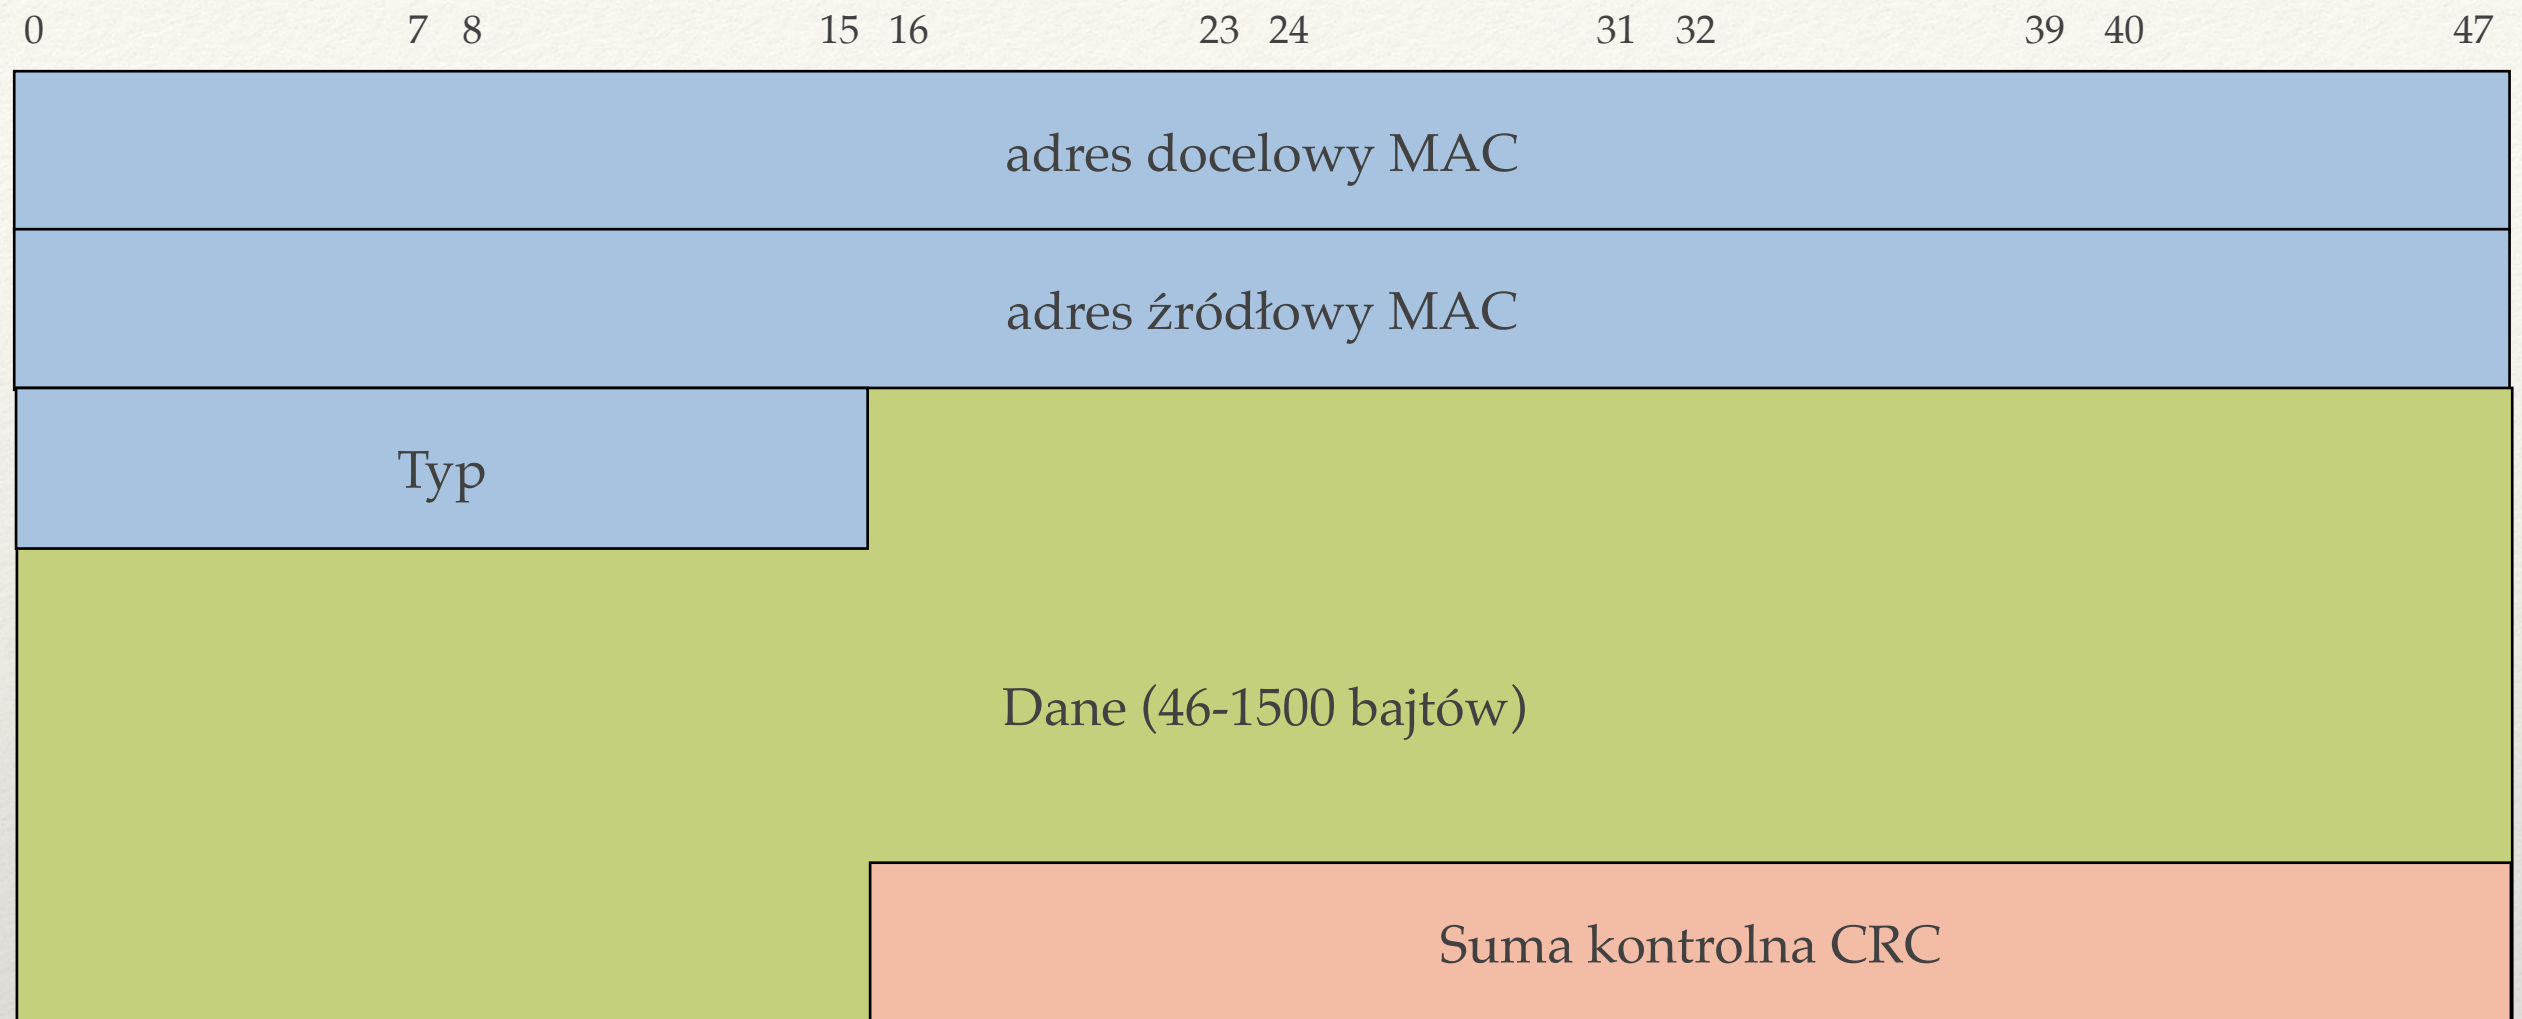 0 7 8 15 16 23 24 31 32 39 40 47
adres docelowy MAC
adres źródłowy MAC
Typ
Dane (46-1500 bajtów)
Suma kontrolna CRC